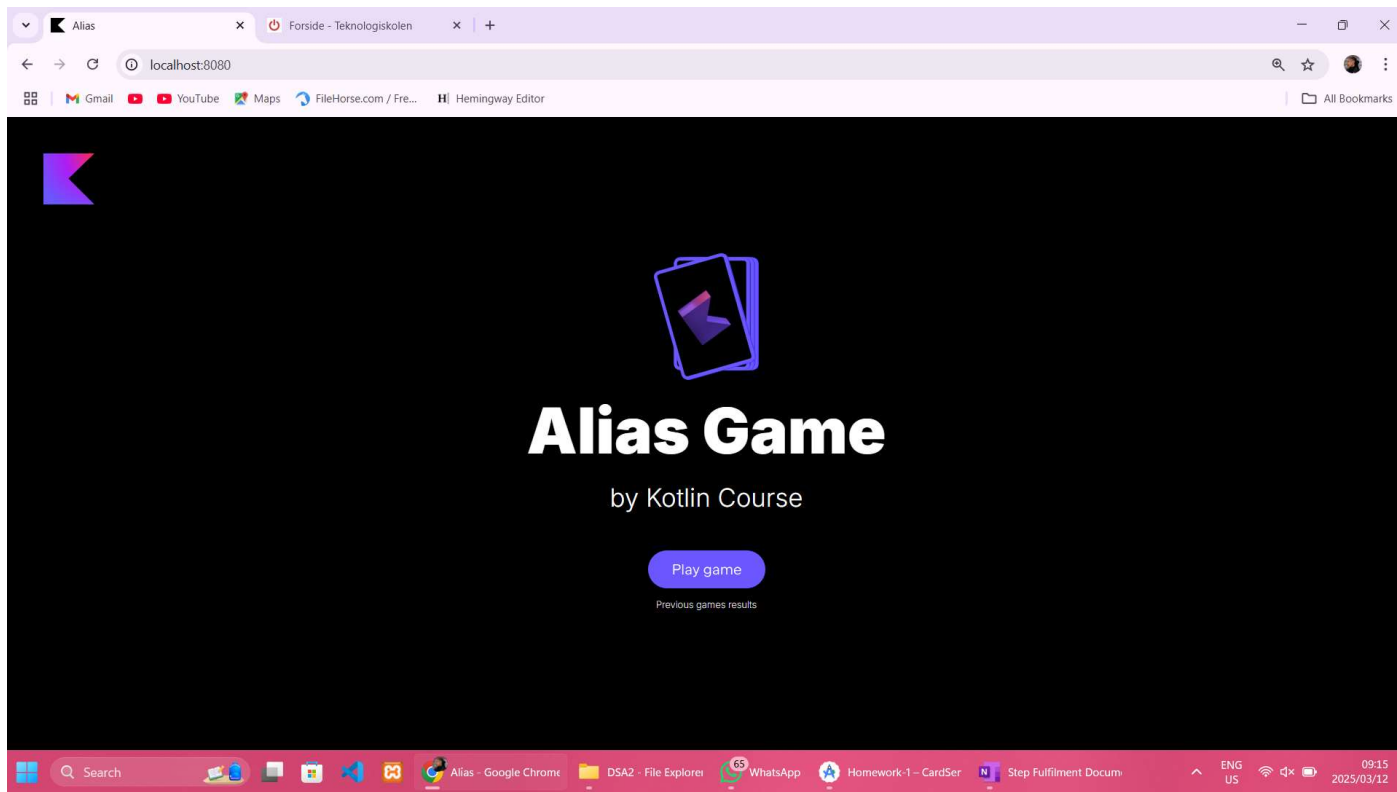 Alias
Forside - Teknologiskolen
localhost:8080
Gmail
YouTube
Maps
FileHorse.com / Fre...
H| Hemingway Editor
All Bookmarks
Alias Game
by Kotlin Course
Play game
Previous games results
Search
Alias - Google Chrome
DSA2 - File Explorer
65
WhatsApp
Homework-1 – CardSer
N
Step Fulfilment Docum
ENG
US
09:15
2025/03/12